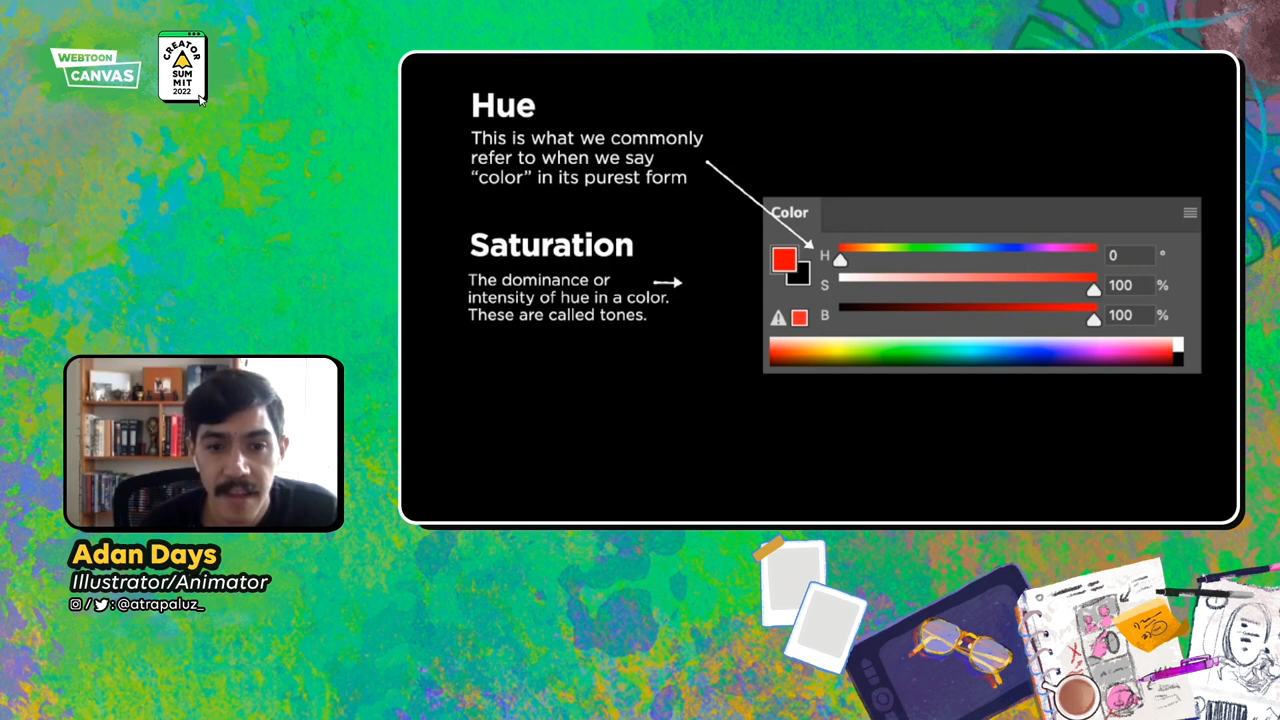 WEBTOON
CANVAS
CREATOR
SUM
MIT
2022
Hue
This is what we commonly
refer to when we say
“color” in its purest form
Saturation
The dominance or
intensity of hue in a color.
These are called tones.
Color
H 0 °
S 100 %
B 100 %
Adan Days
Illustrator/Animator
/ : @atrapaluz_